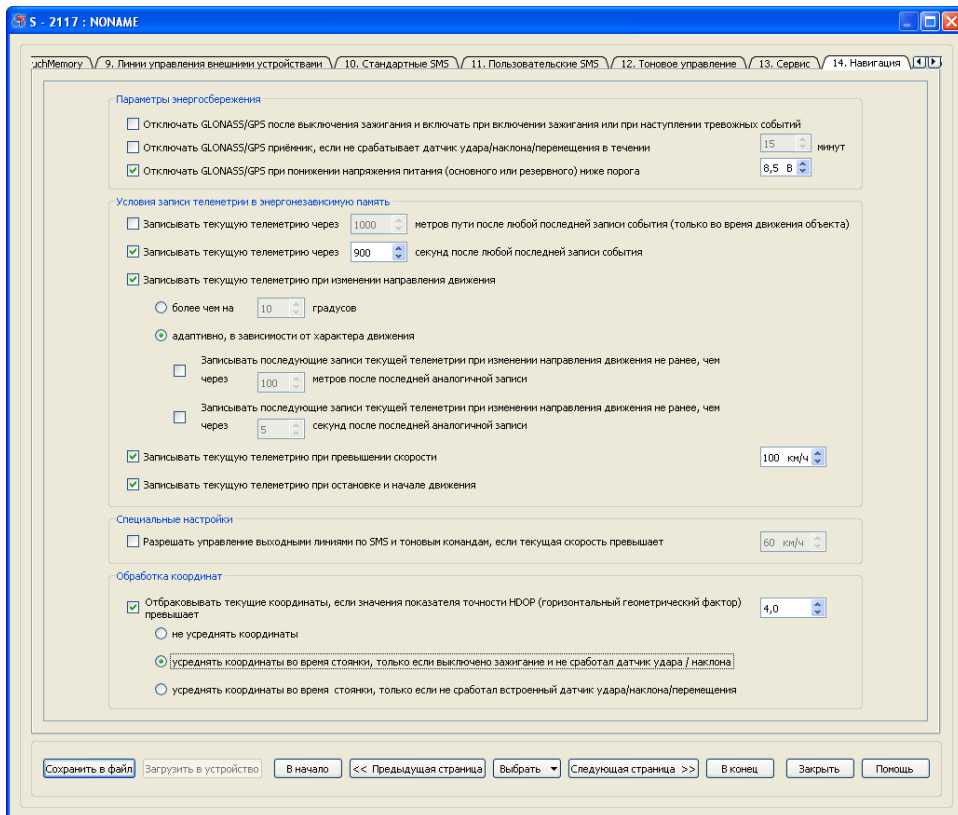 S - 2117 : NONAME
uchMemory 9. Линии управления внешними устройствами 10. Стандартные SMS 11. Пользовательские SMS 12. Тоновое управление 13. Сервис 14. Навигация
Параметры энергосбережения
Отключать GLONASS/GPS после выключения зажигания и включать при включении зажигания или при наступлении тревожных событий
Отключать GLONASS/GPS приёмник, если не срабатывает датчик удара/наклона/перемещения в течении 15 минут
Отключать GLONASS/GPS при понижении напряжения питания (основного или резервного) ниже порога 8,5 В
Условия записи телеметрии в энергонезависимую память
Записывать текущую телеметрию через 1000 метров пути после любой последней записи события (только во время движения объекта)
Записывать текущую телеметрию через 900 секунд после любой последней записи события
Записывать текущую телеметрию при изменении направления движения
более чем на 10 градусов
адаптивно, в зависимости от характера движения
Записывать последующие записи текущей телеметрии при изменении направления движения не ранее, чем
через 100 метров после последней аналогичной записи
Записывать последующие записи текущей телеметрии при изменении направления движения не ранее, чем
через 5 секунд после последней аналогичной записи
Записывать текущую телеметрию при превышении скорости 100 км/ч
Записывать текущую телеметрию при остановке и начале движения
Специальные настройки
Разрешать управление выходными линиями по SMS и тоновым командам, если текущая скорость превышает 60 км/ч
Обработка координат
Отбраковывать текущие координаты, если значения показателя точности HDOP (горизонтальный геометрический фактор)
превышает 4,0
не усреднять координаты
усреднять координаты во время стоянки, только если выключено зажигание и не сработал датчик удара / наклона
усреднять координаты во время стоянки, только если не сработал встроенный датчик удара/наклона/перемещения
Сохранить в файл Загрузить в устройство В начало << Предыдущая страница Выбрать Следующая страница >> В конец Закрыть Помощь